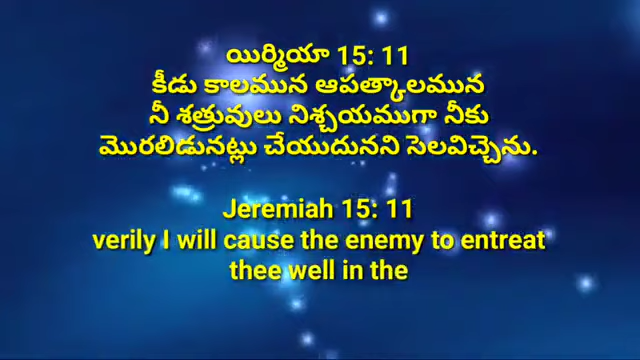 యిర్మియా 15: 11
కీడు కాలమున ఆపత్కాలమున
నీ శత్రువులు నిశ్చయముగా నీకు
మొరలిడునట్లు చేయుదునని సెలవిచ్చెను.
Jeremiah 15: 11
verily I will cause the enemy to entreat
thee well in the